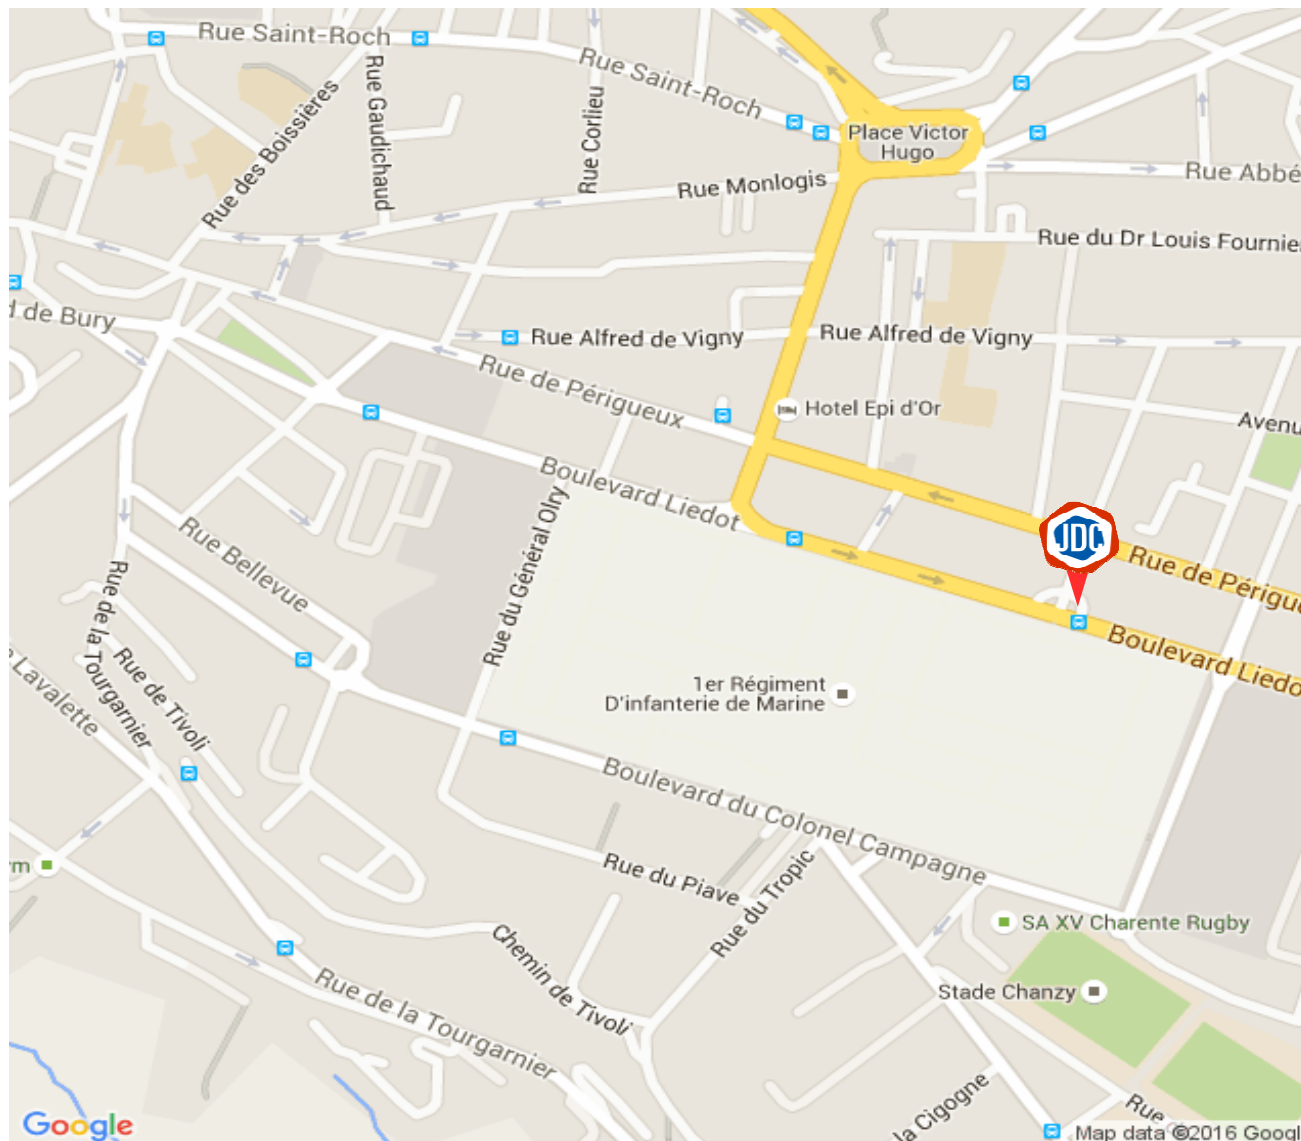 Rue Saint-Roch
Rue Saint-Roch
Rue Gaudichaud
Rue Corlieu
Rue des Boissières
Place Victor
Hugo
Rue Monlogis
Rue Abbé
Rue du Dr Louis Fournie
d de Bury
Rue Alfred de Vigny
Rue Alfred de Vigny
Rue de Périgueux
Hotel Epi d'Or
Avenu
Boulevard Liedot
Rue du Général Olry
Rue Bellevue
JDC
Rue de Périgue
Boulevard Liedo
Rue de la Tourgarnier
Rue de Tivoli
Lavalette
1er Régiment
D'infanterie de Marine
Boulevard du Colonel Campagne
rm
Rue du Piave
Rue du Tropic
SA XV Charente Rugby
Chemin de Tivoli
Stade Chanzy
Rue de la Tourgarnier
la Cigogne
Rue
Google
Map data ©2016 Googl